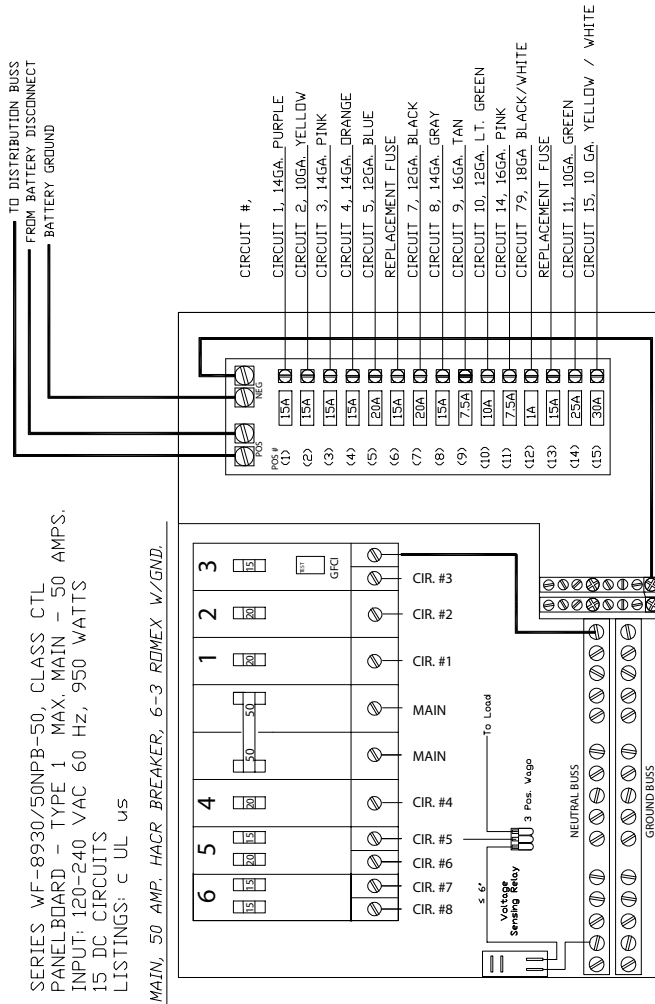 SERIES WF-8930/50NPB-50, CLASS CTL
PANELBOARD - TYPE 1 MAX. MAIN - 50 AMPS.
INPUT: 120-240 VAC 60 Hz, 950 WATTS
15 DC CIRCUITS
LISTINGS: c UL us
MAIN, 50 AMP. HACR BREAKER, 6-3 ROMEX W/GND.
TO DISTRIBUTION BUSS
FROM BATTERY DISCONNECT
BATTERY GROUND
POS
NEG
POS #
CIRCUIT #,
(1) 15A CIRCUIT 1, 14GA. PURPLE
(2) 15A CIRCUIT 2, 10GA. YELLOW
(3) 15A CIRCUIT 3, 14GA. PINK
(4) 15A CIRCUIT 4, 14GA. ORANGE
(5) 20A CIRCUIT 5, 12GA. BLUE
(6) 15A REPLACEMENT FUSE
(7) 20A CIRCUIT 7, 12GA. BLACK
(8) 15A CIRCUIT 8, 14GA. GRAY
(9) 7.5A CIRCUIT 9, 16GA. TAN
(10) 10A CIRCUIT 10, 12GA. LT. GREEN
(11) 7.5A CIRCUIT 14, 16GA. PINK
(12) 1A CIRCUIT 79, 18GA BLACK/WHITE
(13) 15A REPLACEMENT FUSE
(14) 25A CIRCUIT 11, 10GA. GREEN
(15) 30A CIRCUIT 15, 10 GA. YELLOW / WHITE
6
5
4
1
2
3
15
15
20
15
20
50
50
20
20
15
TEST
GFCI
CIR. #8
CIR. #7
CIR. #6
CIR. #5
CIR. #4
MAIN
MAIN
CIR. #1
CIR. #2
CIR. #3
≤ 6"
Voltage
Sensing Relay
3 Pos. Wago
To Load
NEUTRAL BUSS
GROUND BUSS